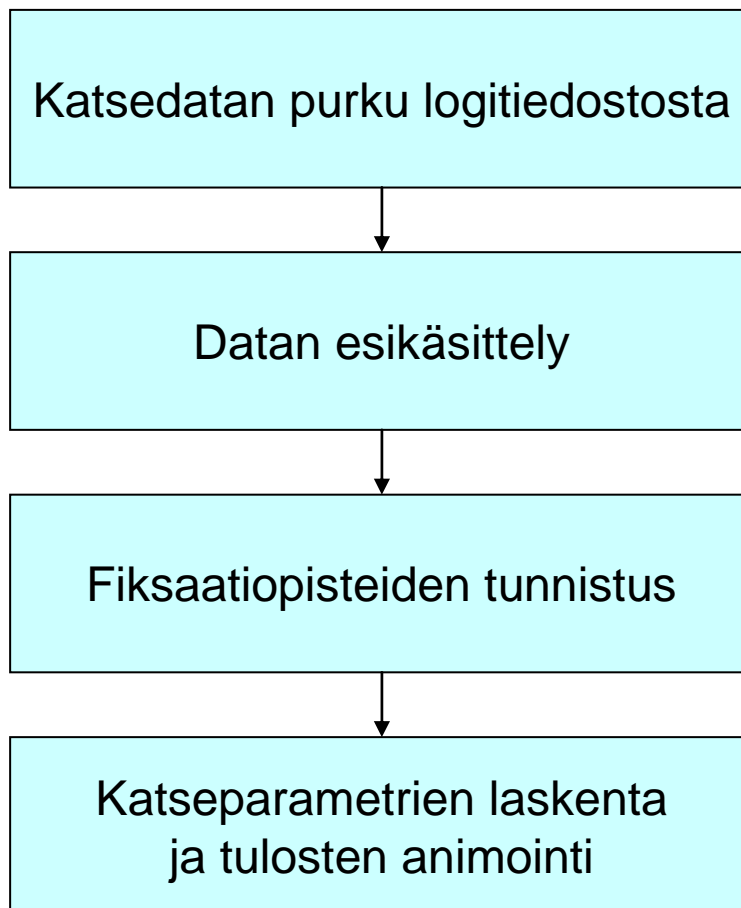 Katsedatan purku logitiedostosta
Datan esikäsittely
Fiksaatiopisteiden tunnistus
Katseparametrien laskenta
ja tulosten animointi